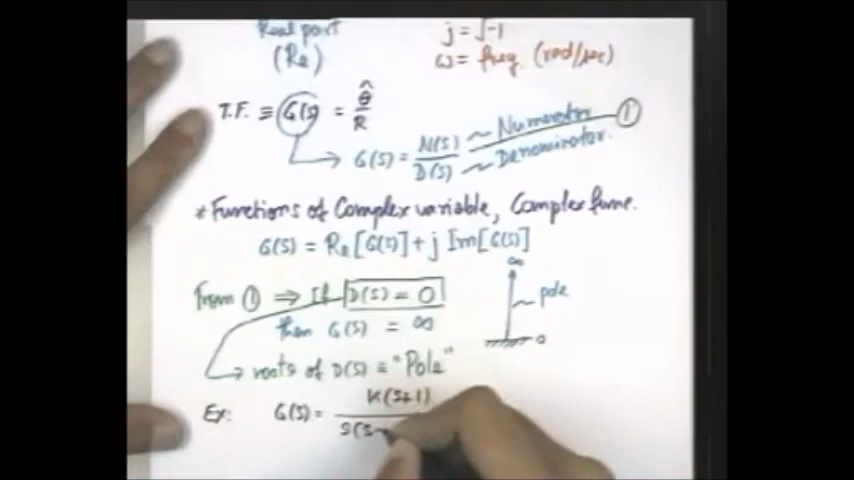 Real part
(Re)
j = √-1
ω = freq. (rad/sec)
T.F. ≡ G(s) = θ̂ / R
G(s) = N(s) ~ Numerator ①
D(s) ~ Denominator.
* Functions of Complex variable, Complex func.
G(s) = Re[G(s)] + j Im[G(s)]
From ① ⇒ If D(s) = 0
then G(s) = ∞
∞
pole
0
roots of D(s) ≡ "Pole"
Ex: G(s) = K(s+1)
s(s